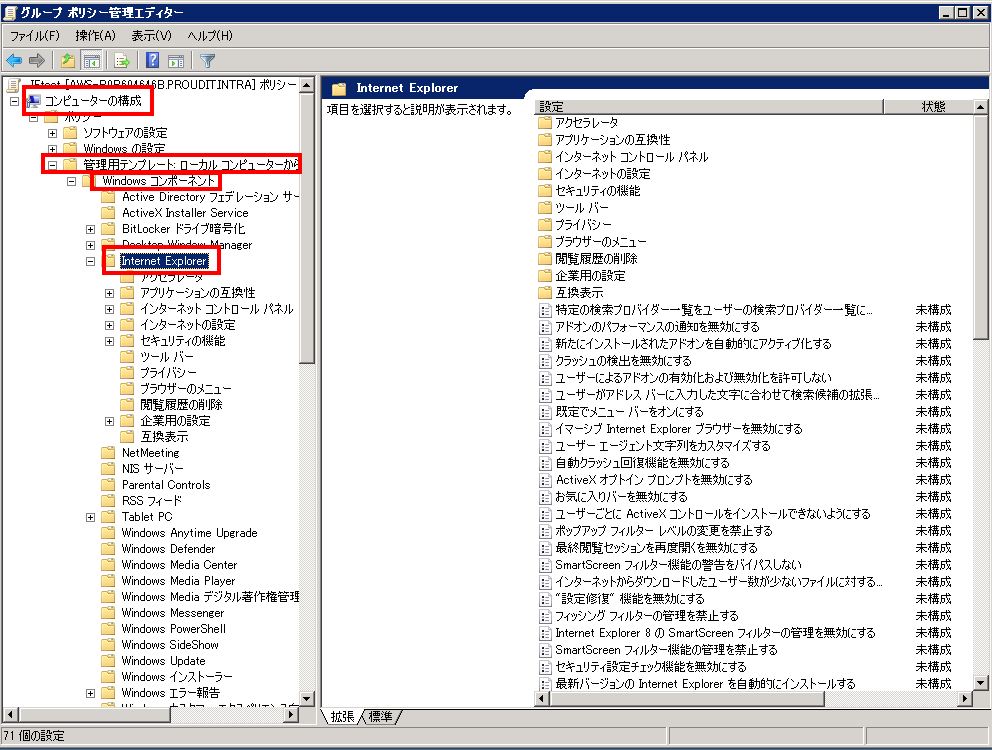 グループ ポリシー管理エディター
ファイル(F) 操作(A) 表示(V) ヘルプ(H)
[AWS-R0R604646B.PROUDIT.INTRA] ポリシー
コンピューターの構成
ポリシー
ソフトウェアの設定
Windows の設定
管理用テンプレート: ローカル コンピューターから
Windows コンポーネント
Active Directory フェデレーション サー
ActiveX Installer Service
BitLocker ドライブ暗号化
Desktop Window Manager
Internet Explorer
アクセラレータ
アプリケーションの互換性
インターネット コントロール パネル
インターネットの設定
セキュリティの機能
ツール バー
プライバシー
ブラウザーのメニュー
閲覧履歴の削除
企業用の設定
互換表示
NetMeeting
NIS サーバー
Parental Controls
RSS フィード
Tablet PC
Windows Anytime Upgrade
Windows Defender
Windows Media Center
Windows Media Player
Windows Media デジタル著作権管理
Windows Messenger
Windows PowerShell
Windows SideShow
Windows Update
Windows インストーラー
Windows エラー報告
Windows カスタマー エクスペリエンス向
Internet Explorer
項目を選択すると説明が表示されます。
設定 状態
アクセラレータ
アプリケーションの互換性
インターネット コントロール パネル
インターネットの設定
セキュリティの機能
ツール バー
プライバシー
ブラウザーのメニュー
閲覧履歴の削除
企業用の設定
互換表示
特定の検索プロバイダー一覧をユーザーの検索プロバイダー一覧に... 未構成
アドオンのパフォーマンスの通知を無効にする 未構成
新たにインストールされたアドオンを自動的にアクティブ化する 未構成
クラッシュの検出を無効にする 未構成
ユーザーによるアドオンの有効化および無効化を許可しない 未構成
ユーザーがアドレス バーに入力した文字に合わせて検索候補の拡張... 未構成
既定でメニュー バーをオンにする 未構成
イマーシブ Internet Explorer ブラウザーを無効にする 未構成
ユーザー エージェント文字列をカスタマイズする 未構成
自動クラッシュ回復機能を無効にする 未構成
ActiveX オプトイン プロンプトを無効にする 未構成
お気に入りバーを無効にする 未構成
ユーザーごとに ActiveX コントロールをインストールできないようにする 未構成
ポップアップ フィルター レベルの変更を禁止する 未構成
最終閲覧セッションを再度開くを無効にする 未構成
SmartScreen フィルター機能の警告をバイパスしない 未構成
インターネットからダウンロードしたユーザー数が少ないファイルに対する... 未構成
"設定修復" 機能を無効にする 未構成
フィッシング フィルターの管理を禁止する 未構成
Internet Explorer 8 の SmartScreen フィルターの管理を無効にする 未構成
SmartScreen フィルター機能の管理を禁止する 未構成
セキュリティ設定チェック機能を無効にする 未構成
最新バージョンの Internet Explorer を自動的にインストールする 未構成
拡張 標準
71 個の設定